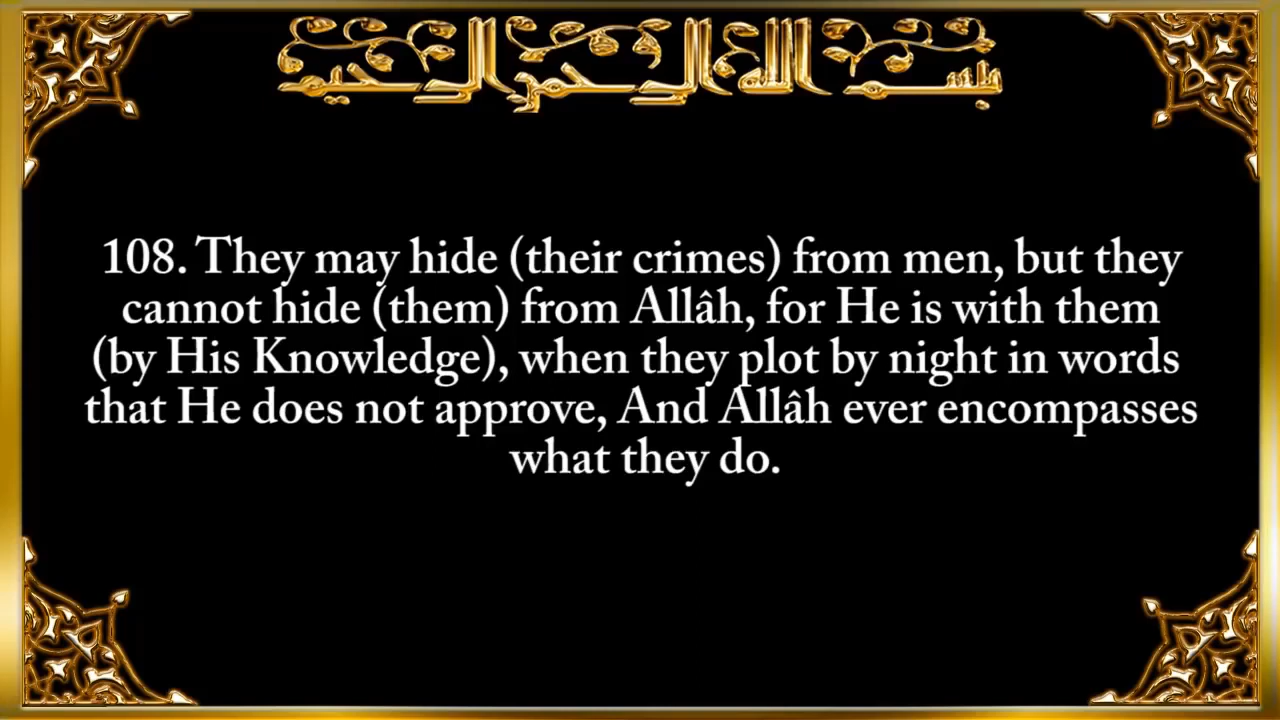 بسم الله الرحمن الرحيم
108. They may hide (their crimes) from men, but they
cannot hide (them) from Allâh, for He is with them
(by His Knowledge), when they plot by night in words
that He does not approve, And Allâh ever encompasses
what they do.